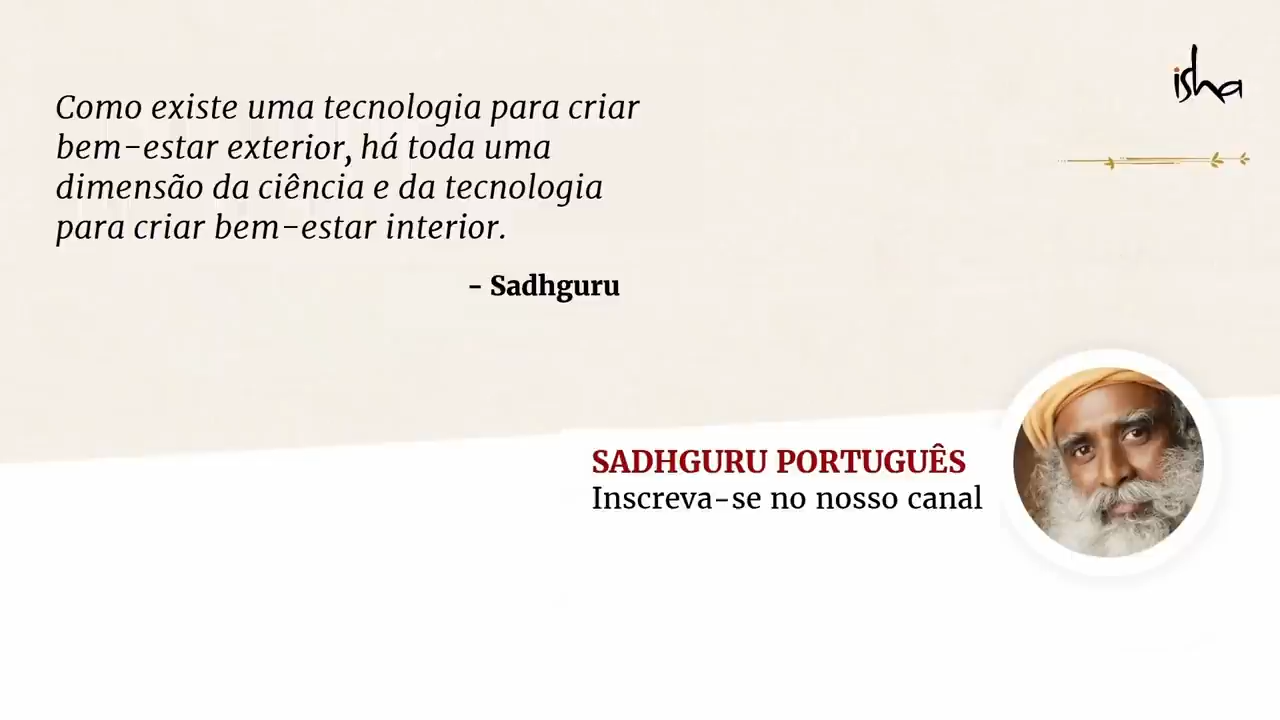 isha
Como existe uma tecnologia para criar
bem-estar exterior, há toda uma
dimensão da ciência e da tecnologia
para criar bem-estar interior.
- Sadhguru
SADHGURU PORTUGUÊS
Inscreva-se no nosso canal